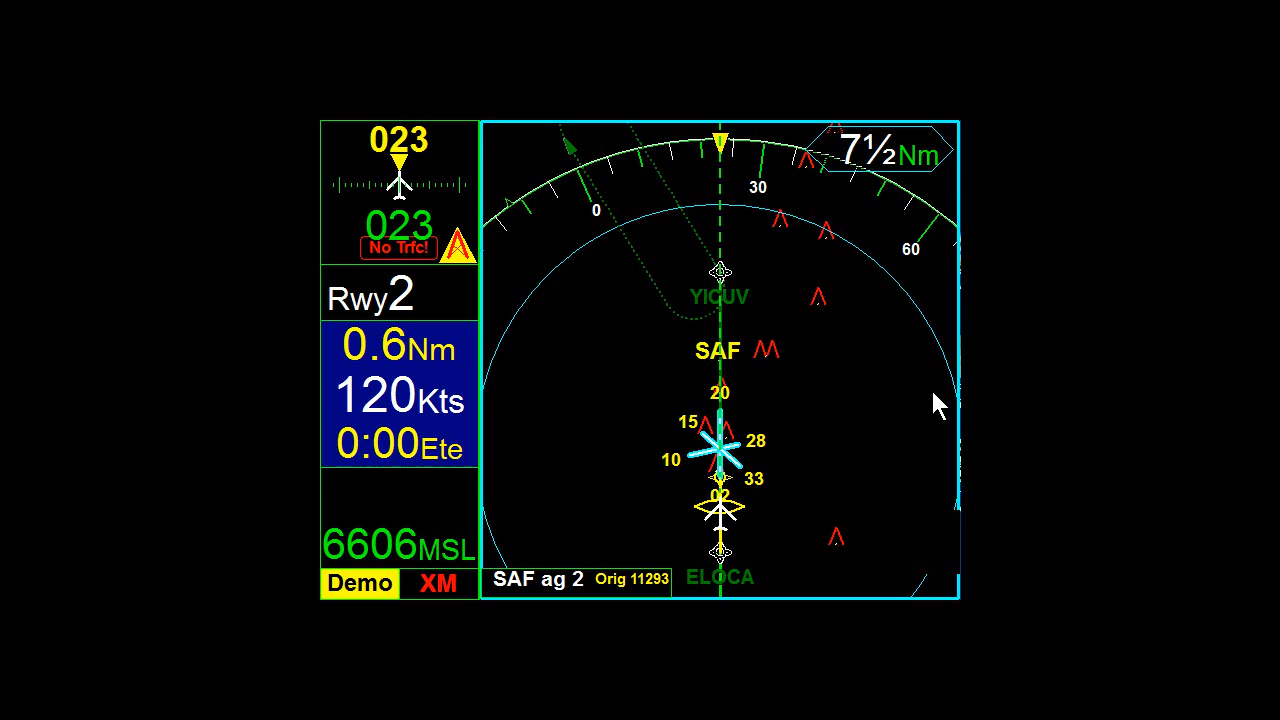 023
023
No Trfc!
Rwy2
0.6Nm
120Kts
0:00Ete
6606MSL
Demo XM
7½Nm
0
30
60
YICUV
SAF
20
15
28
10
33
02
ELOCA
SAF ag 2 Orig 11293